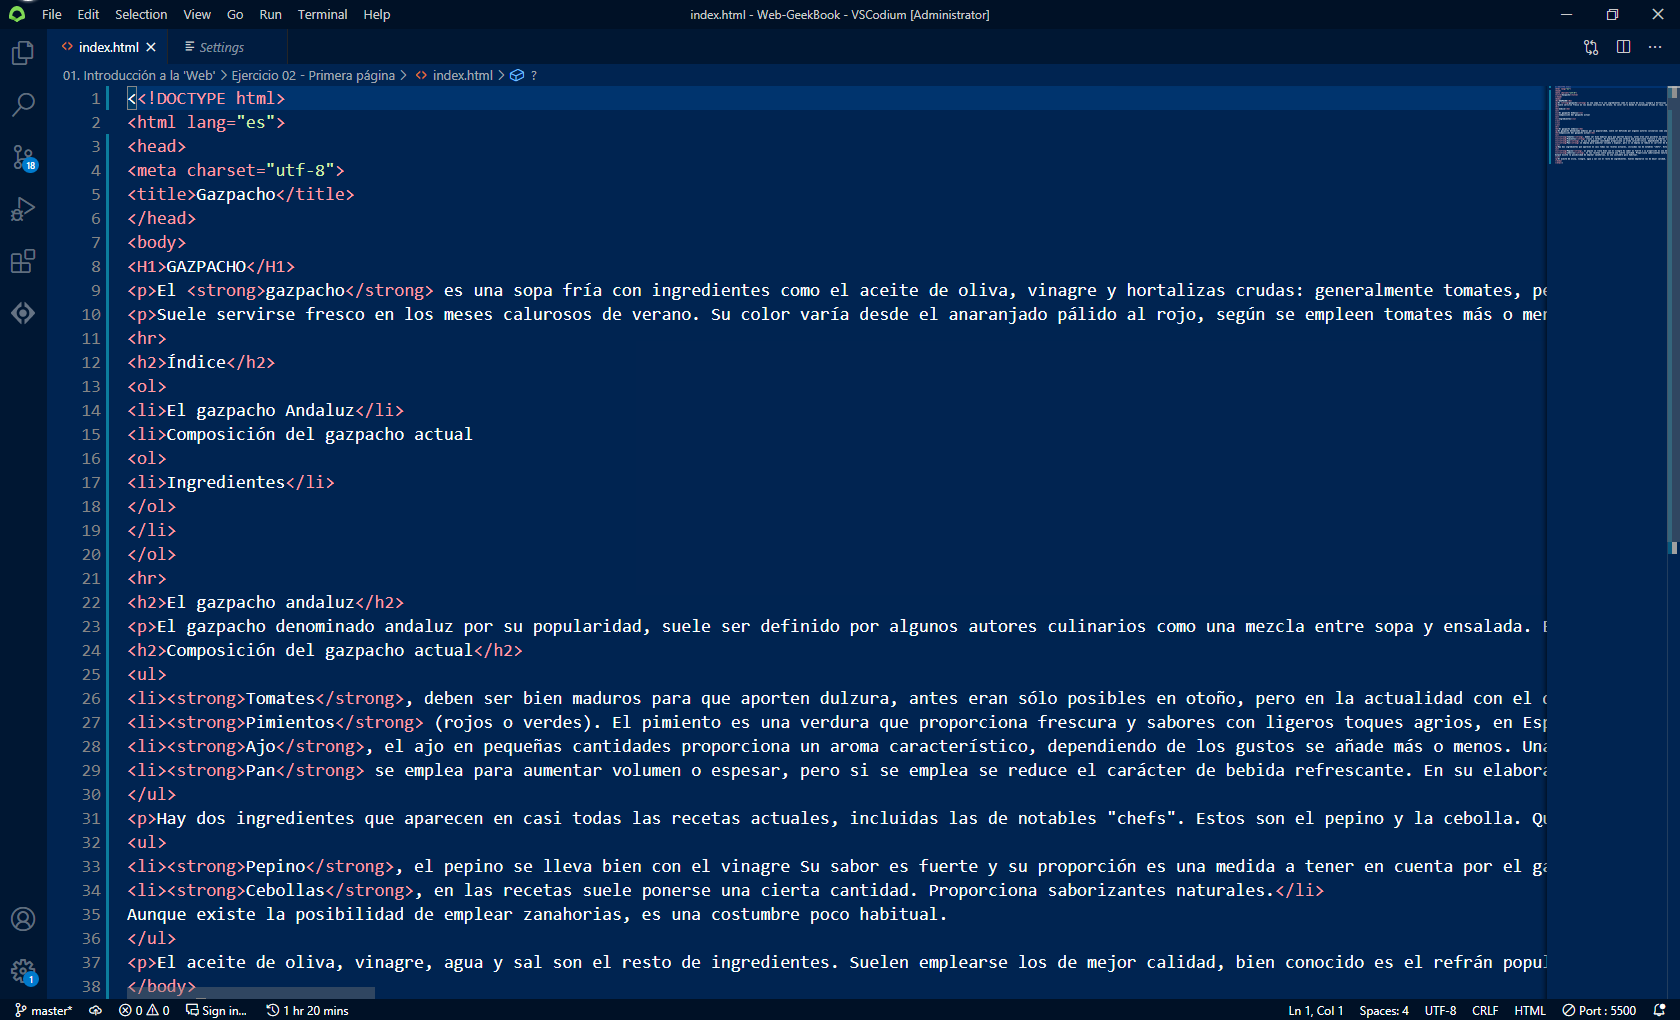 File Edit Selection View Go Run Terminal Help
index.html - Web-GeekBook - VSCodium [Administrator]
index.html
Settings
01. Introducción a la 'Web' > Ejercicio 02 - Primera página > index.html > ?
1 <<!DOCTYPE html>
2 <html lang="es">
3 <head>
4 <meta charset="utf-8">
5 <title>Gazpacho</title>
6 </head>
7 <body>
8 <H1>GAZPACHO</H1>
9 <p>El <strong>gazpacho</strong> es una sopa fría con ingredientes como el aceite de oliva, vinagre y hortalizas crudas: generalmente tomates, pe
10 <p>Suele servirse fresco en los meses calurosos de verano. Su color varía desde el anaranjado pálido al rojo, según se empleen tomates más o mer
11 <hr>
12 <h2>Índice</h2>
13 <ol>
14 <li>El gazpacho Andaluz</li>
15 <li>Composición del gazpacho actual
16 <ol>
17 <li>Ingredientes</li>
18 </ol>
19 </li>
20 </ol>
21 <hr>
22 <h2>El gazpacho andaluz</h2>
23 <p>El gazpacho denominado andaluz por su popularidad, suele ser definido por algunos autores culinarios como una mezcla entre sopa y ensalada. E
24 <h2>Composición del gazpacho actual</h2>
25 <ul>
26 <li><strong>Tomates</strong>, deben ser bien maduros para que aporten dulzura, antes eran sólo posibles en otoño, pero en la actualidad con el
27 <li><strong>Pimientos</strong> (rojos o verdes). El pimiento es una verdura que proporciona frescura y sabores con ligeros toques agrios, en Esp
28 <li><strong>Ajo</strong>, el ajo en pequeñas cantidades proporciona un aroma característico, dependiendo de los gustos se añade más o menos. Una
29 <li><strong>Pan</strong> se emplea para aumentar volumen o espesar, pero si se emplea se reduce el carácter de bebida refrescante. En su elabora
30 </ul>
31 <p>Hay dos ingredientes que aparecen en casi todas las recetas actuales, incluidas las de notables "chefs". Estos son el pepino y la cebolla. Qu
32 <ul>
33 <li><strong>Pepino</strong>, el pepino se lleva bien con el vinagre Su sabor es fuerte y su proporción es una medida a tener en cuenta por el ga
34 <li><strong>Cebollas</strong>, en las recetas suele ponerse una cierta cantidad. Proporciona saborizantes naturales.</li>
35 Aunque existe la posibilidad de emplear zanahorias, es una costumbre poco habitual.
36 </ul>
37 <p>El aceite de oliva, vinagre, agua y sal son el resto de ingredientes. Suelen emplearse los de mejor calidad, bien conocido es el refrán popul
38 </body>
18
1
master* 0 0 Sign in... 1 hr 20 mins Ln 1, Col 1 Spaces: 4 UTF-8 CRLF HTML Port : 5500